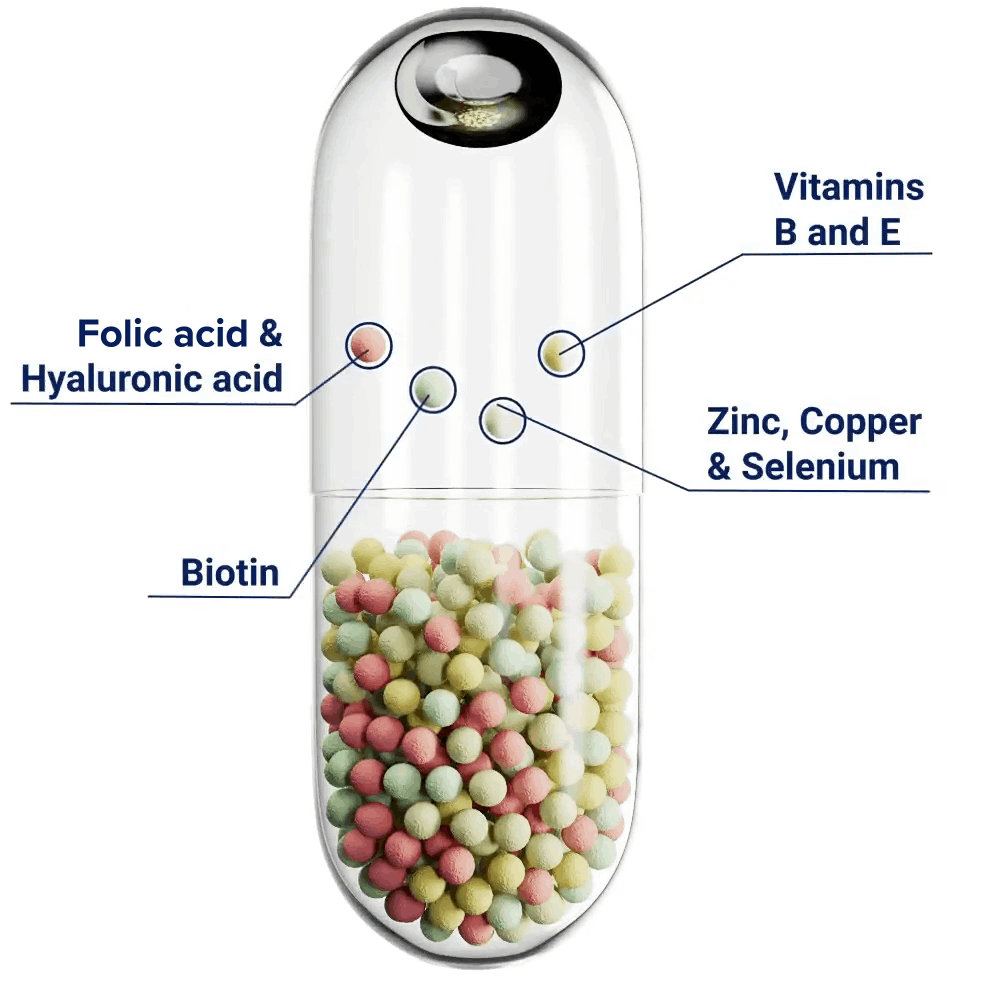 Vitamins
B and E
Folic acid &
Hyaluronic acid
Zinc, Copper
& Selenium
Biotin